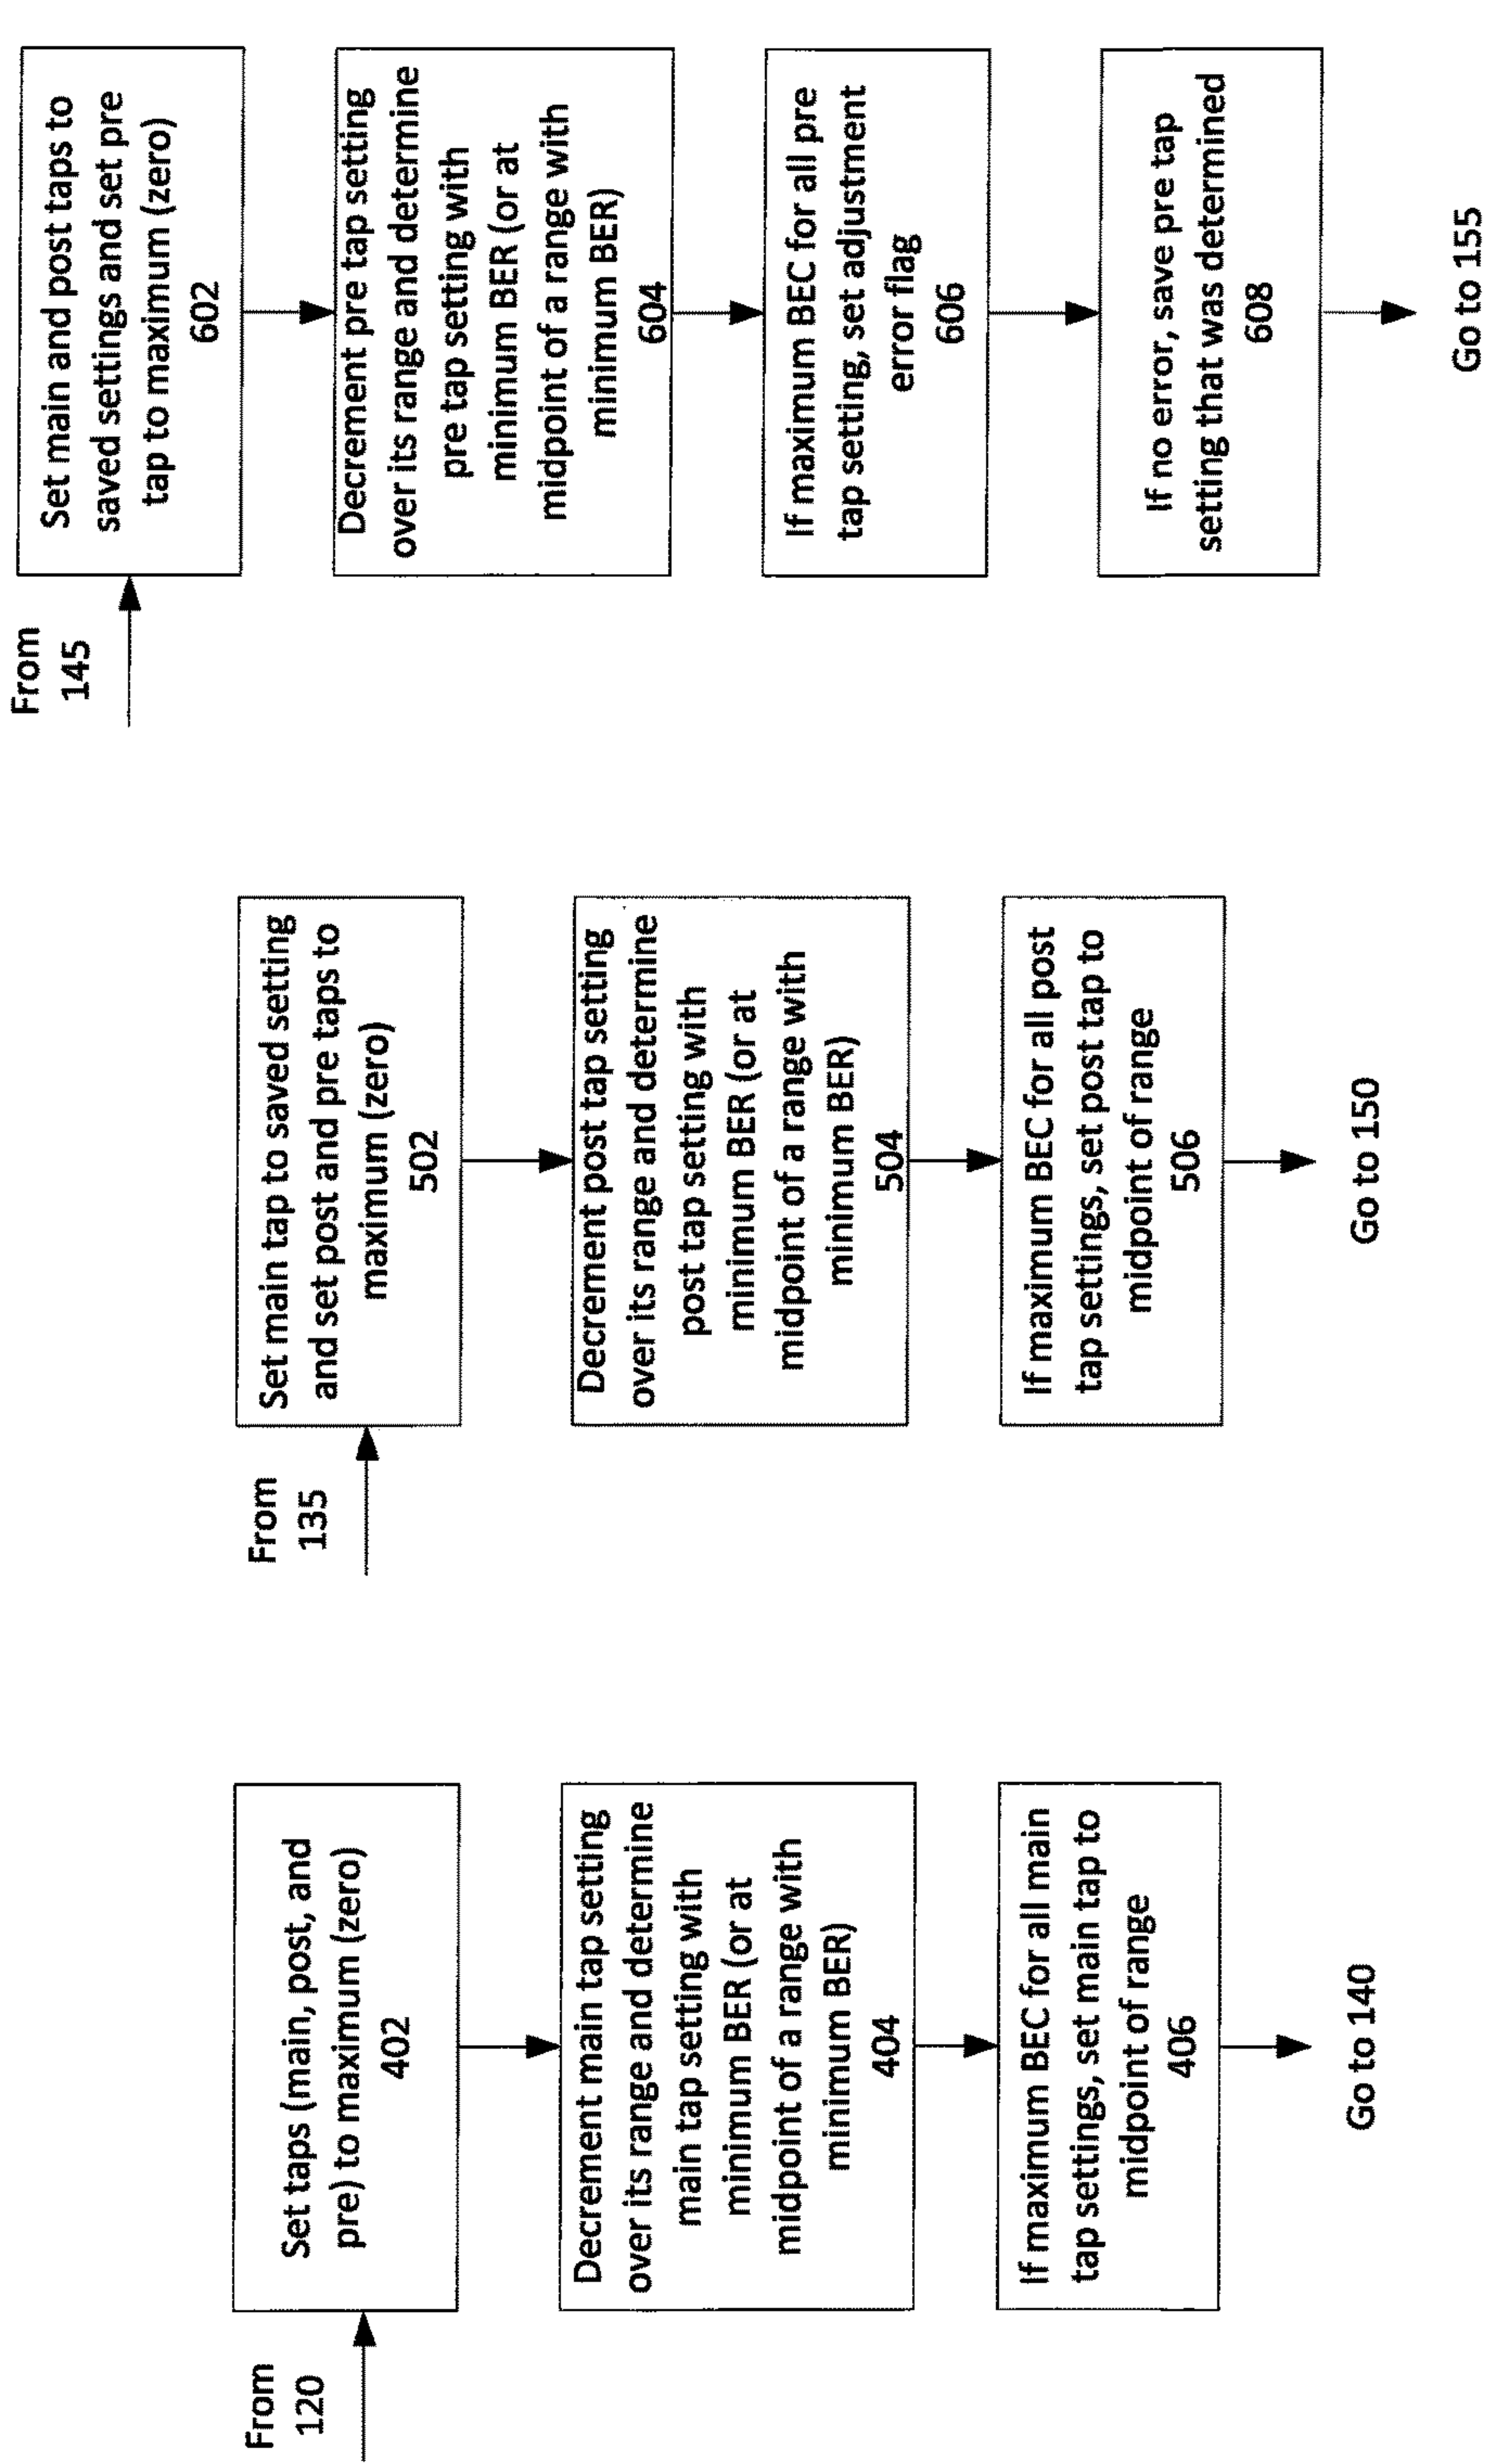 From
120
Set taps (main, post, and
pre) to maximum (zero)
402
Decrement main tap setting
over its range and determine
main tap setting with
minimum BER (or at
midpoint of a range with
minimum BER)
404
If maximum BEC for all main
tap settings, set main tap to
midpoint of range
406
Go to 140
From
135
Set main tap to saved setting
and set post and pre taps to
maximum (zero)
502
Decrement post tap setting
over its range and determine
post tap setting with
minimum BER (or at
midpoint of a range with
minimum BER)
504
If maximum BEC for all post
tap settings, set post tap to
midpoint of range
506
Go to 150
From
145
Set main and post taps to
saved settings and set pre
tap to maximum (zero)
602
Decrement pre tap setting
over its range and determine
pre tap setting with
minimum BER (or at
midpoint of a range with
minimum BER)
604
If maximum BEC for all pre
tap setting, set adjustment
error flag
606
If no error, save pre tap
setting that was determined
608
Go to 155